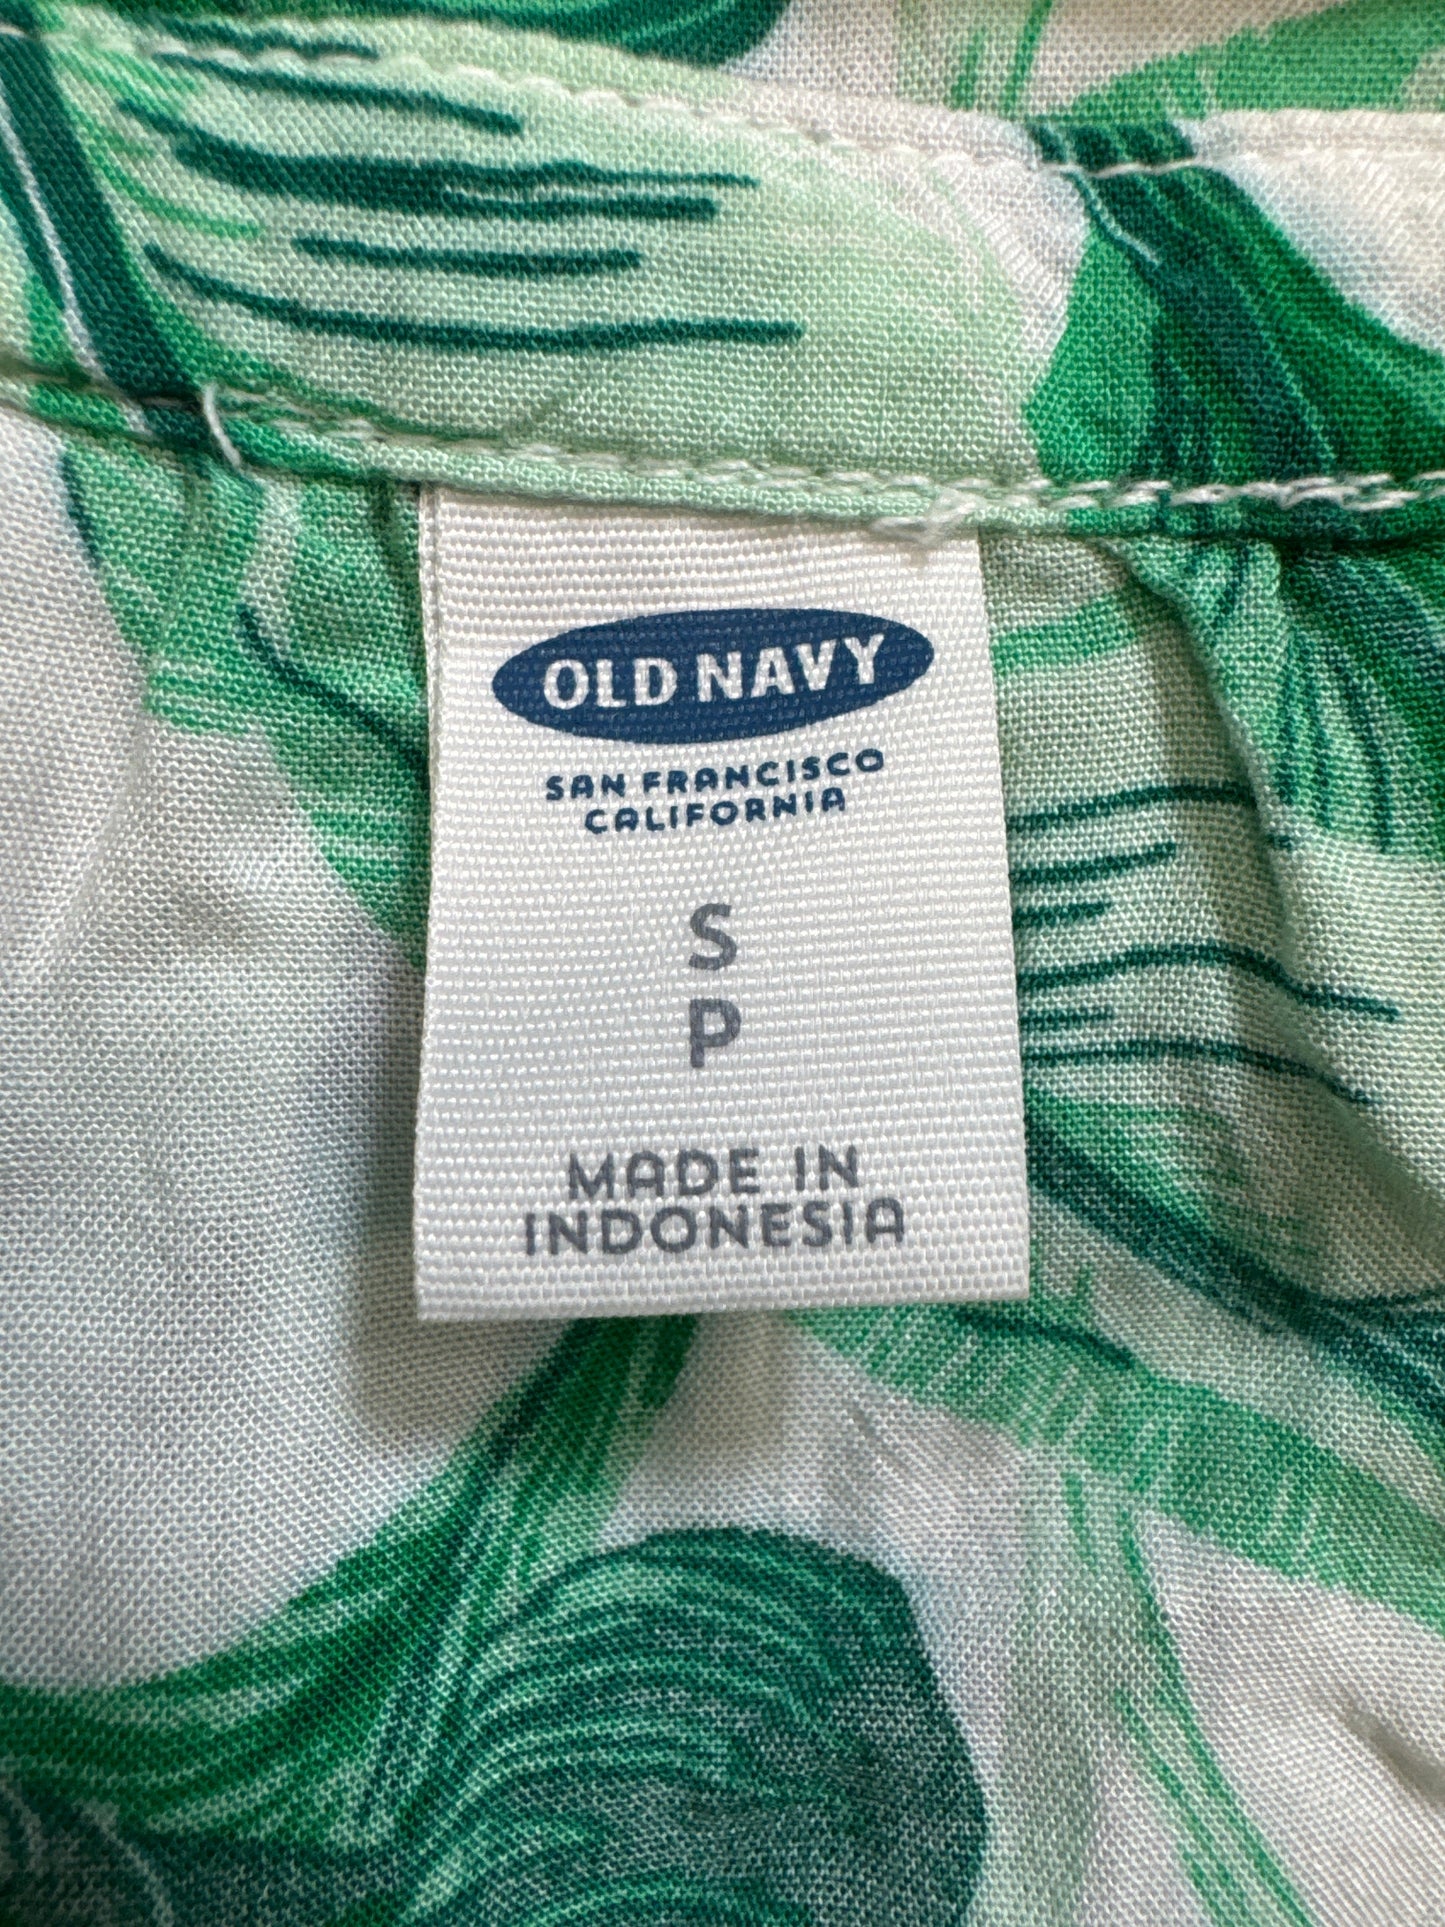 OLD NAVY
SAN FRANCISCO
CALIFORNIA
S
P
MADE IN
INDONESIA